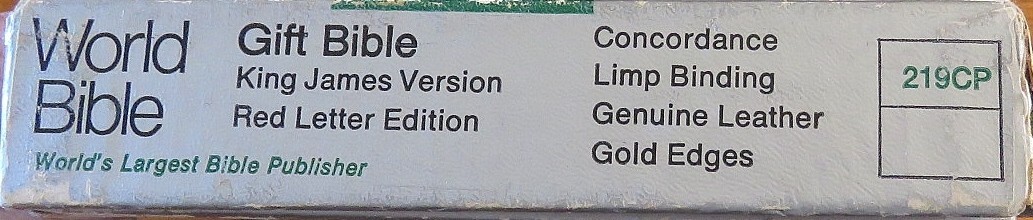 World
Bible
World's Largest Bible Publisher
Gift Bible
King James Version
Red Letter Edition
Concordance
Limp Binding
Genuine Leather
Gold Edges
219CP